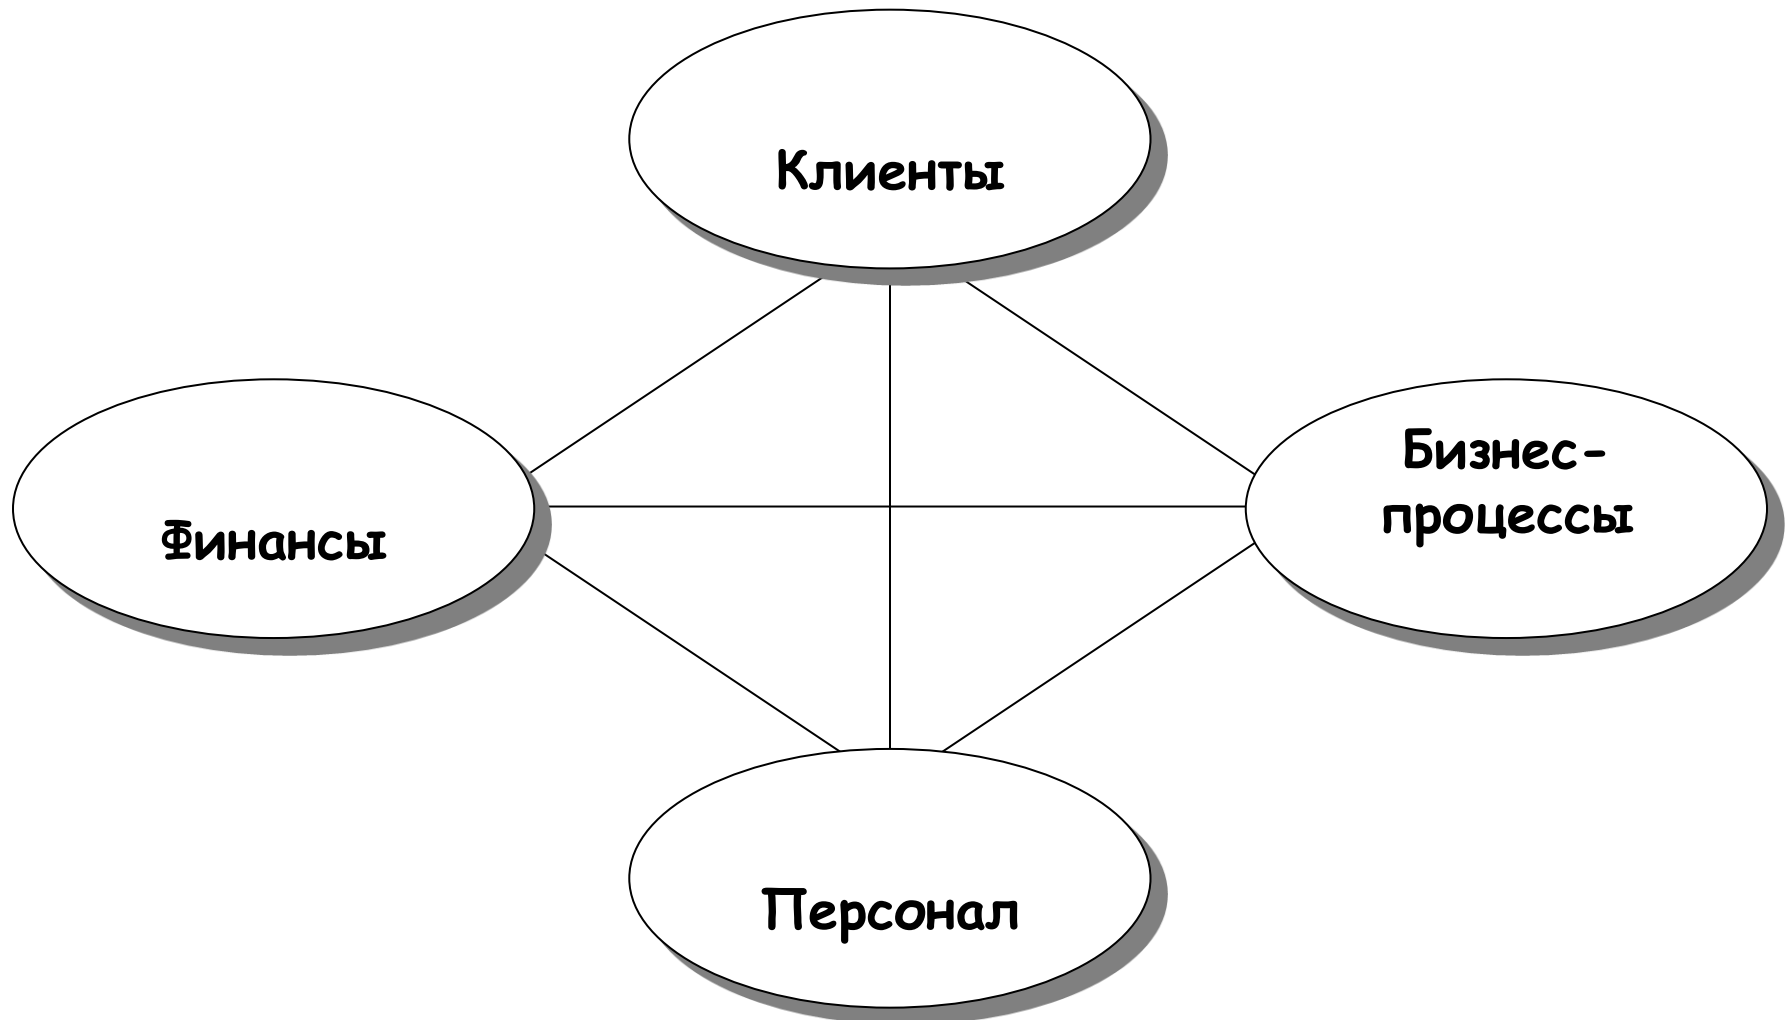 Клиенты
Финансы
Бизнес-
процессы
Персонал